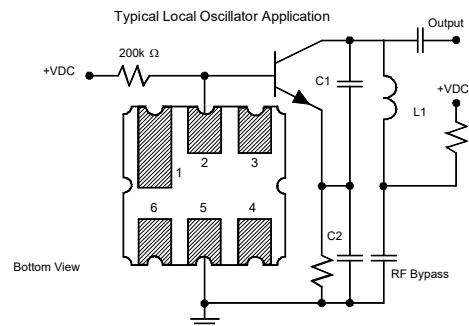 Typical Local Oscillator Application
Output
200k Ω
+VDC
C1
+VDC
L1
2
3
1
6
5
4
C2
Bottom View
RF Bypass